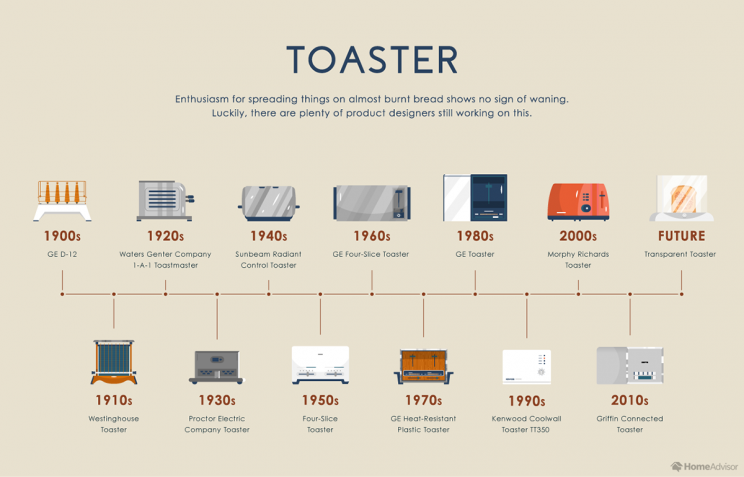 TOASTER
Enthusiasm for spreading things on almost burnt bread shows no sign of waning.
Luckily, there are plenty of product designers still working on this.
1900s
GE D-12
1920s
Waters Genter Company
1-A-1 Toastmaster
1940s
Sunbeam Radiant
Control Toaster
1960s
GE Four-Slice Toaster
1980s
GE Toaster
2000s
Morphy Richards
Toaster
FUTURE
Transparent Toaster
1910s
Westinghouse
Toaster
1930s
Proctor Electric
Company Toaster
1950s
Four-Slice
Toaster
1970s
GE Heat-Resistant
Plastic Toaster
1990s
Kenwood Coolwall
Toaster TT350
2010s
Griffin Connected
Toaster
HomeAdvisor